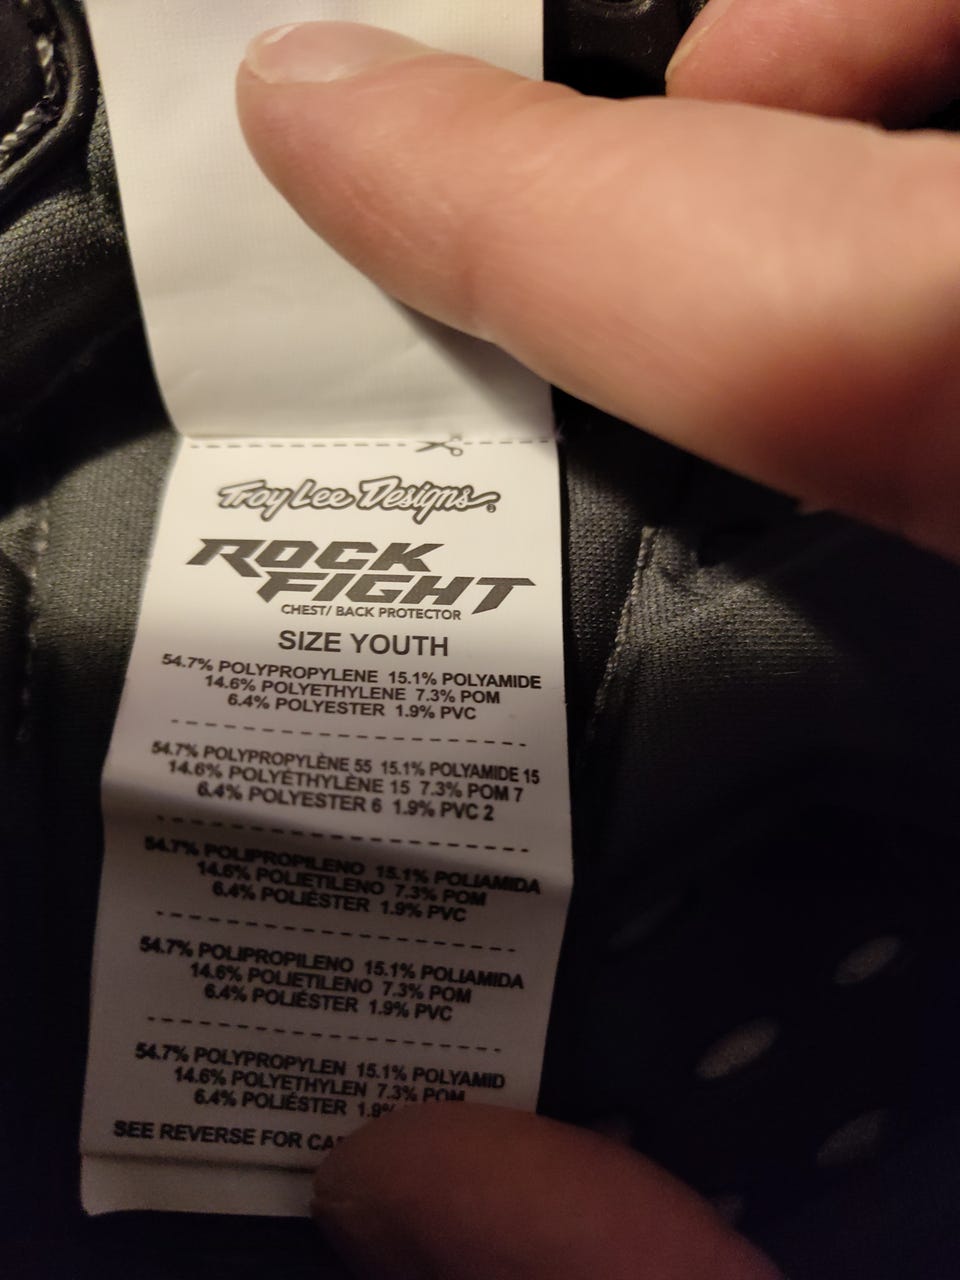 Troy Lee Designs®
ROCK
FIGHT
CHEST/ BACK PROTECTOR
SIZE YOUTH
54.7% POLYPROPYLENE 15.1% POLYAMIDE
14.6% POLYETHYLENE 7.3% POM
6.4% POLYESTER 1.9% PVC
54.7% POLYPROPYLÈNE 55 15.1% POLYAMIDE 15
14.6% POLYÉTHYLÈNE 15 7.3% POM 7
6.4% POLYESTER 6 1.9% PVC 2
54.7% POLIPROPILENO 15.1% POLIAMIDA
14.6% POLIETILENO 7.3% POM
6.4% POLIÉSTER 1.9% PVC
54.7% POLIPROPILENO 15.1% POLIAMIDA
14.6% POLIETILENO 7.3% POM
6.4% POLIÉSTER 1.9% PVC
54.7% POLYPROPYLEN 15.1% POLYAMID
14.6% POLYETHYLEN 7.3% POM
6.4% POLIÉSTER 1.9%
SEE REVERSE FOR